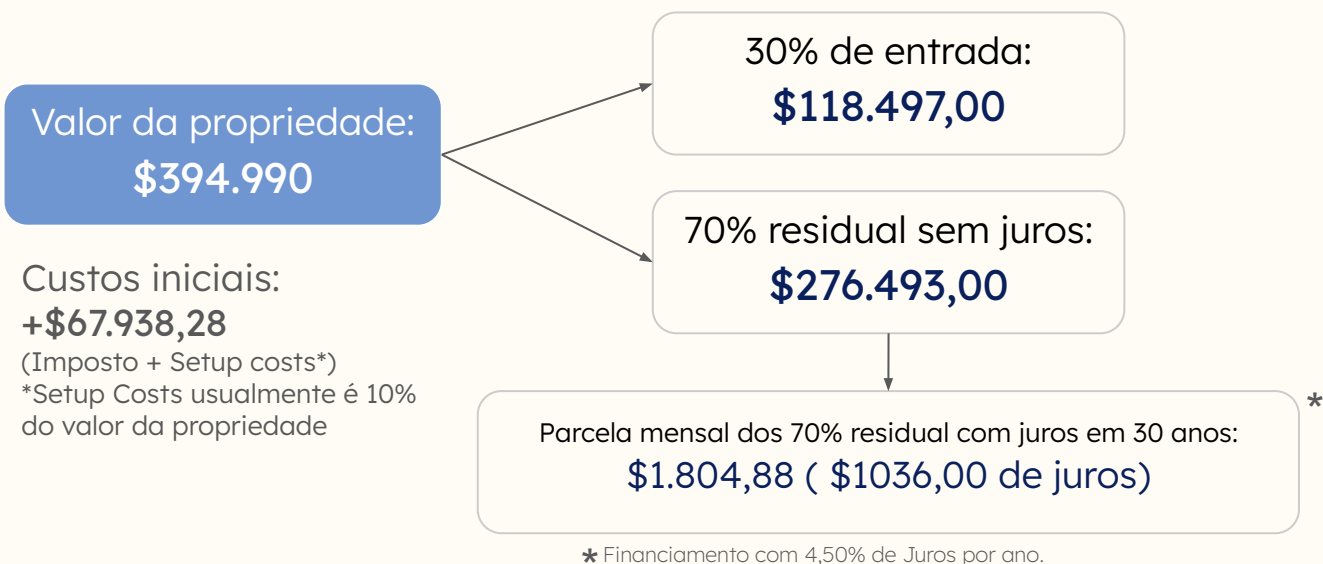 Valor da propriedade:
$394.990
30% de entrada:
$118.497,00
70% residual sem juros:
$276.493,00
Custos iniciais:
+$67.938,28
(Imposto + Setup costs*)
*Setup Costs usualmente é 10%
do valor da propriedade
*
Parcela mensal dos 70% residual com juros em 30 anos:
$1.804,88 ( $1036,00 de juros)
* Financiamento com 4,50% de Juros por ano.